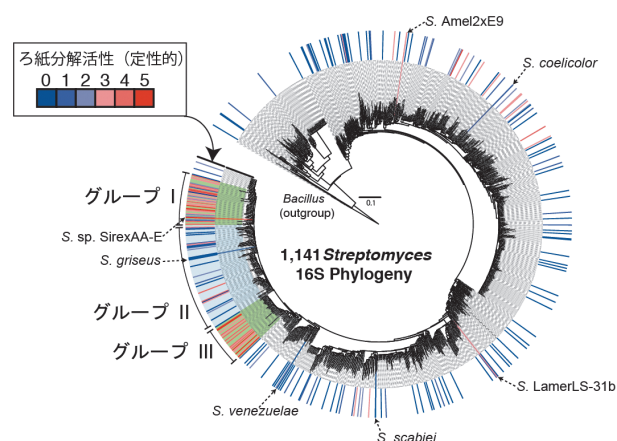 ろ紙分解活性（定性的）
0 1 2 3 4 5
S. Amel2xE9
S. coelicolor
グループ I
S. sp. SirexAA-E
S. griseus
グループ II
グループ III
S. venezuelae
S. scabiei
S. LamerLS-31b
Bacillus
(outgroup)
0.1
1,141 Streptomyces
16S Phylogeny